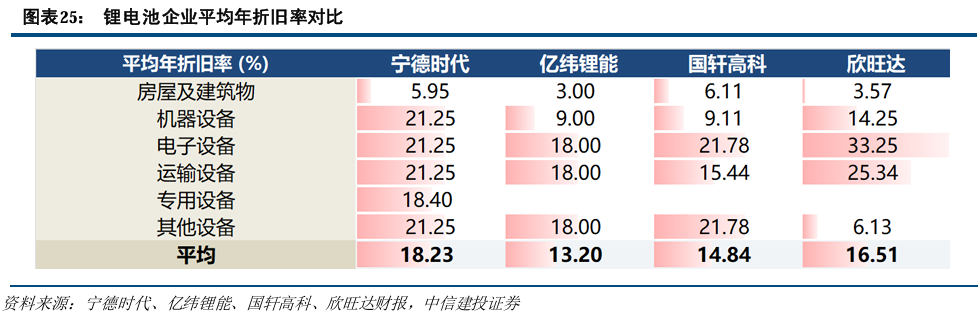 图表25： 锂电池企业平均年折旧率对比
平均年折旧率 (%) 宁德时代 亿纬锂能 国轩高科 欣旺达
房屋及建筑物 5.95 3.00 6.11 3.57
机器设备 21.25 9.00 9.11 14.25
电子设备 21.25 18.00 21.78 33.25
运输设备 21.25 18.00 15.44 25.34
专用设备 18.40
其他设备 21.25 18.00 21.78 6.13
平均 18.23 13.20 14.84 16.51
资料来源：宁德时代、亿纬锂能、国轩高科、欣旺达财报，中信建投证券